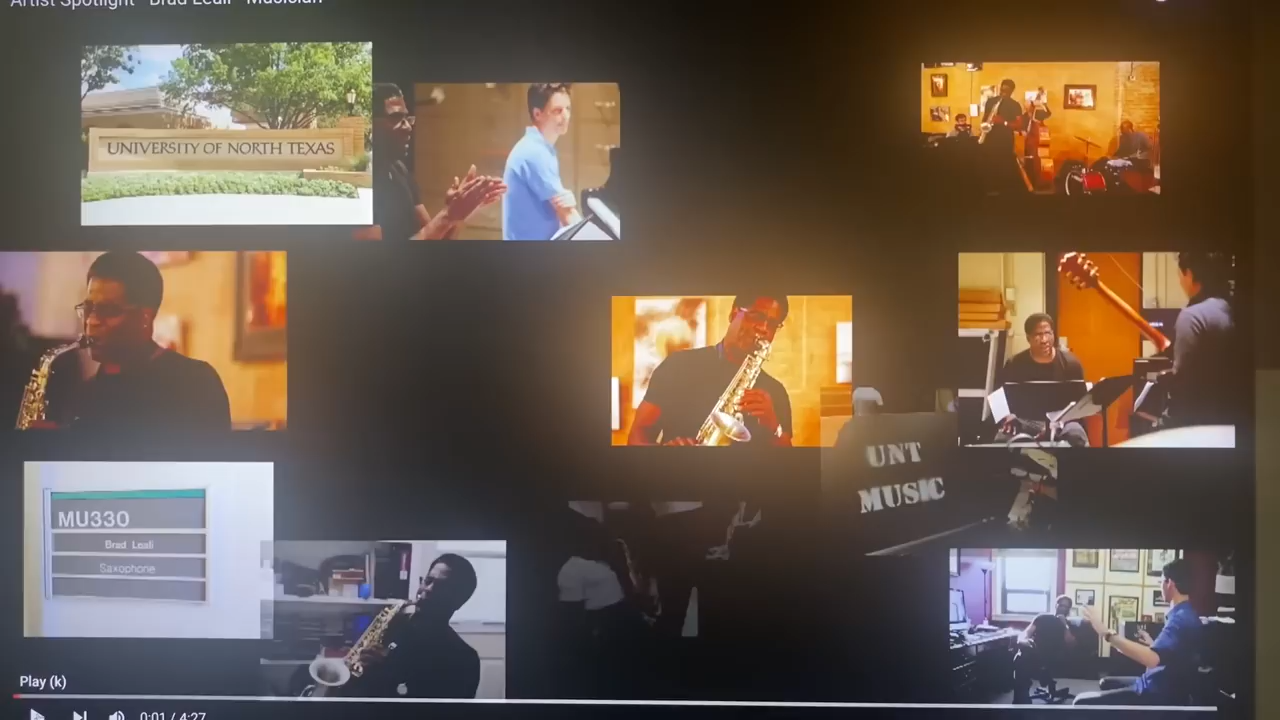 Artist Spotlight - Brad Leali - Musician
UNIVERSITY OF NORTH TEXAS
UNT
MUSIC
MU330
Brad Leali
Saxophone
Play (k)
0:01 / 4:27